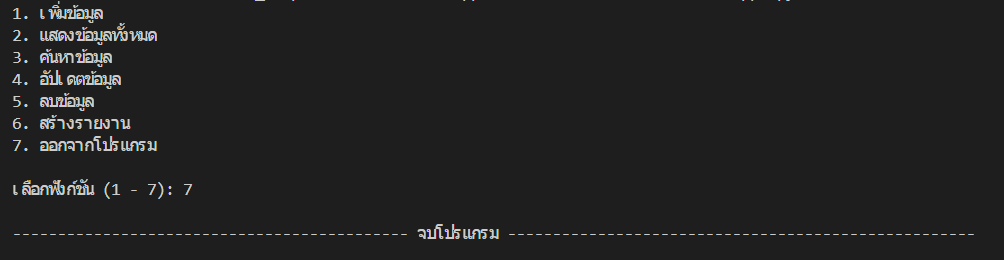 1. เพิ่มข้อมูล
2. แสดงข้อมูลทั้งหมด
3. ค้นหาข้อมูล
4. อัปเดตข้อมูล
5. ลบข้อมูล
6. สร้างรายงาน
7. ออกจากโปรแกรม
เลือกฟังก์ชัน (1 - 7): 7
-------------------------------------------- จบโปรแกรม ----------------------------------------------------